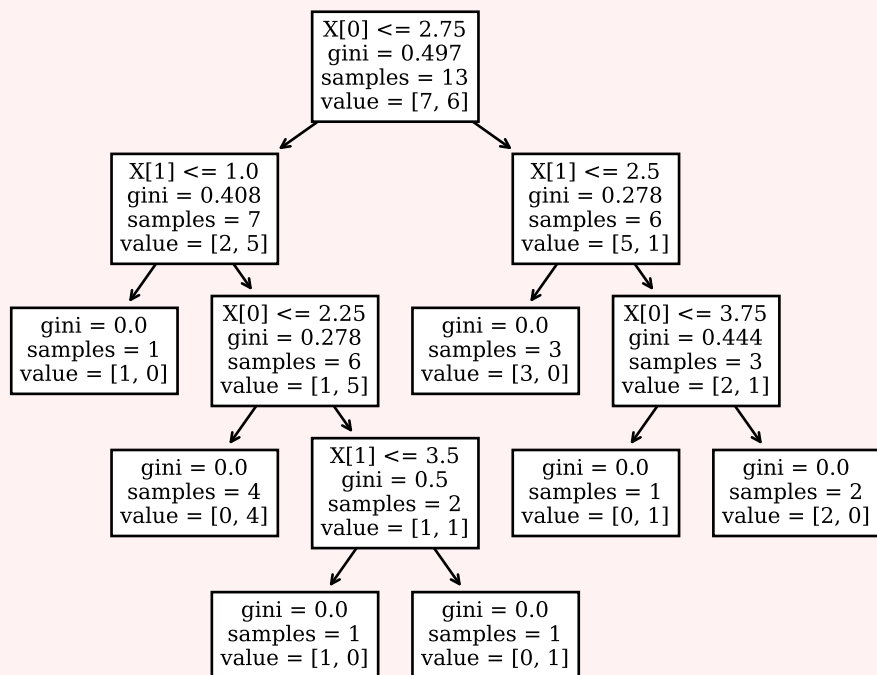 X[0] <= 2.75
gini = 0.497
samples = 13
value = [7, 6]
X[1] <= 1.0
gini = 0.408
samples = 7
value = [2, 5]
X[1] <= 2.5
gini = 0.278
samples = 6
value = [5, 1]
gini = 0.0
samples = 1
value = [1, 0]
X[0] <= 2.25
gini = 0.278
samples = 6
value = [1, 5]
gini = 0.0
samples = 3
value = [3, 0]
X[0] <= 3.75
gini = 0.444
samples = 3
value = [2, 1]
gini = 0.0
samples = 4
value = [0, 4]
X[1] <= 3.5
gini = 0.5
samples = 2
value = [1, 1]
gini = 0.0
samples = 1
value = [0, 1]
gini = 0.0
samples = 2
value = [2, 0]
gini = 0.0
samples = 1
value = [1, 0]
gini = 0.0
samples = 1
value = [0, 1]